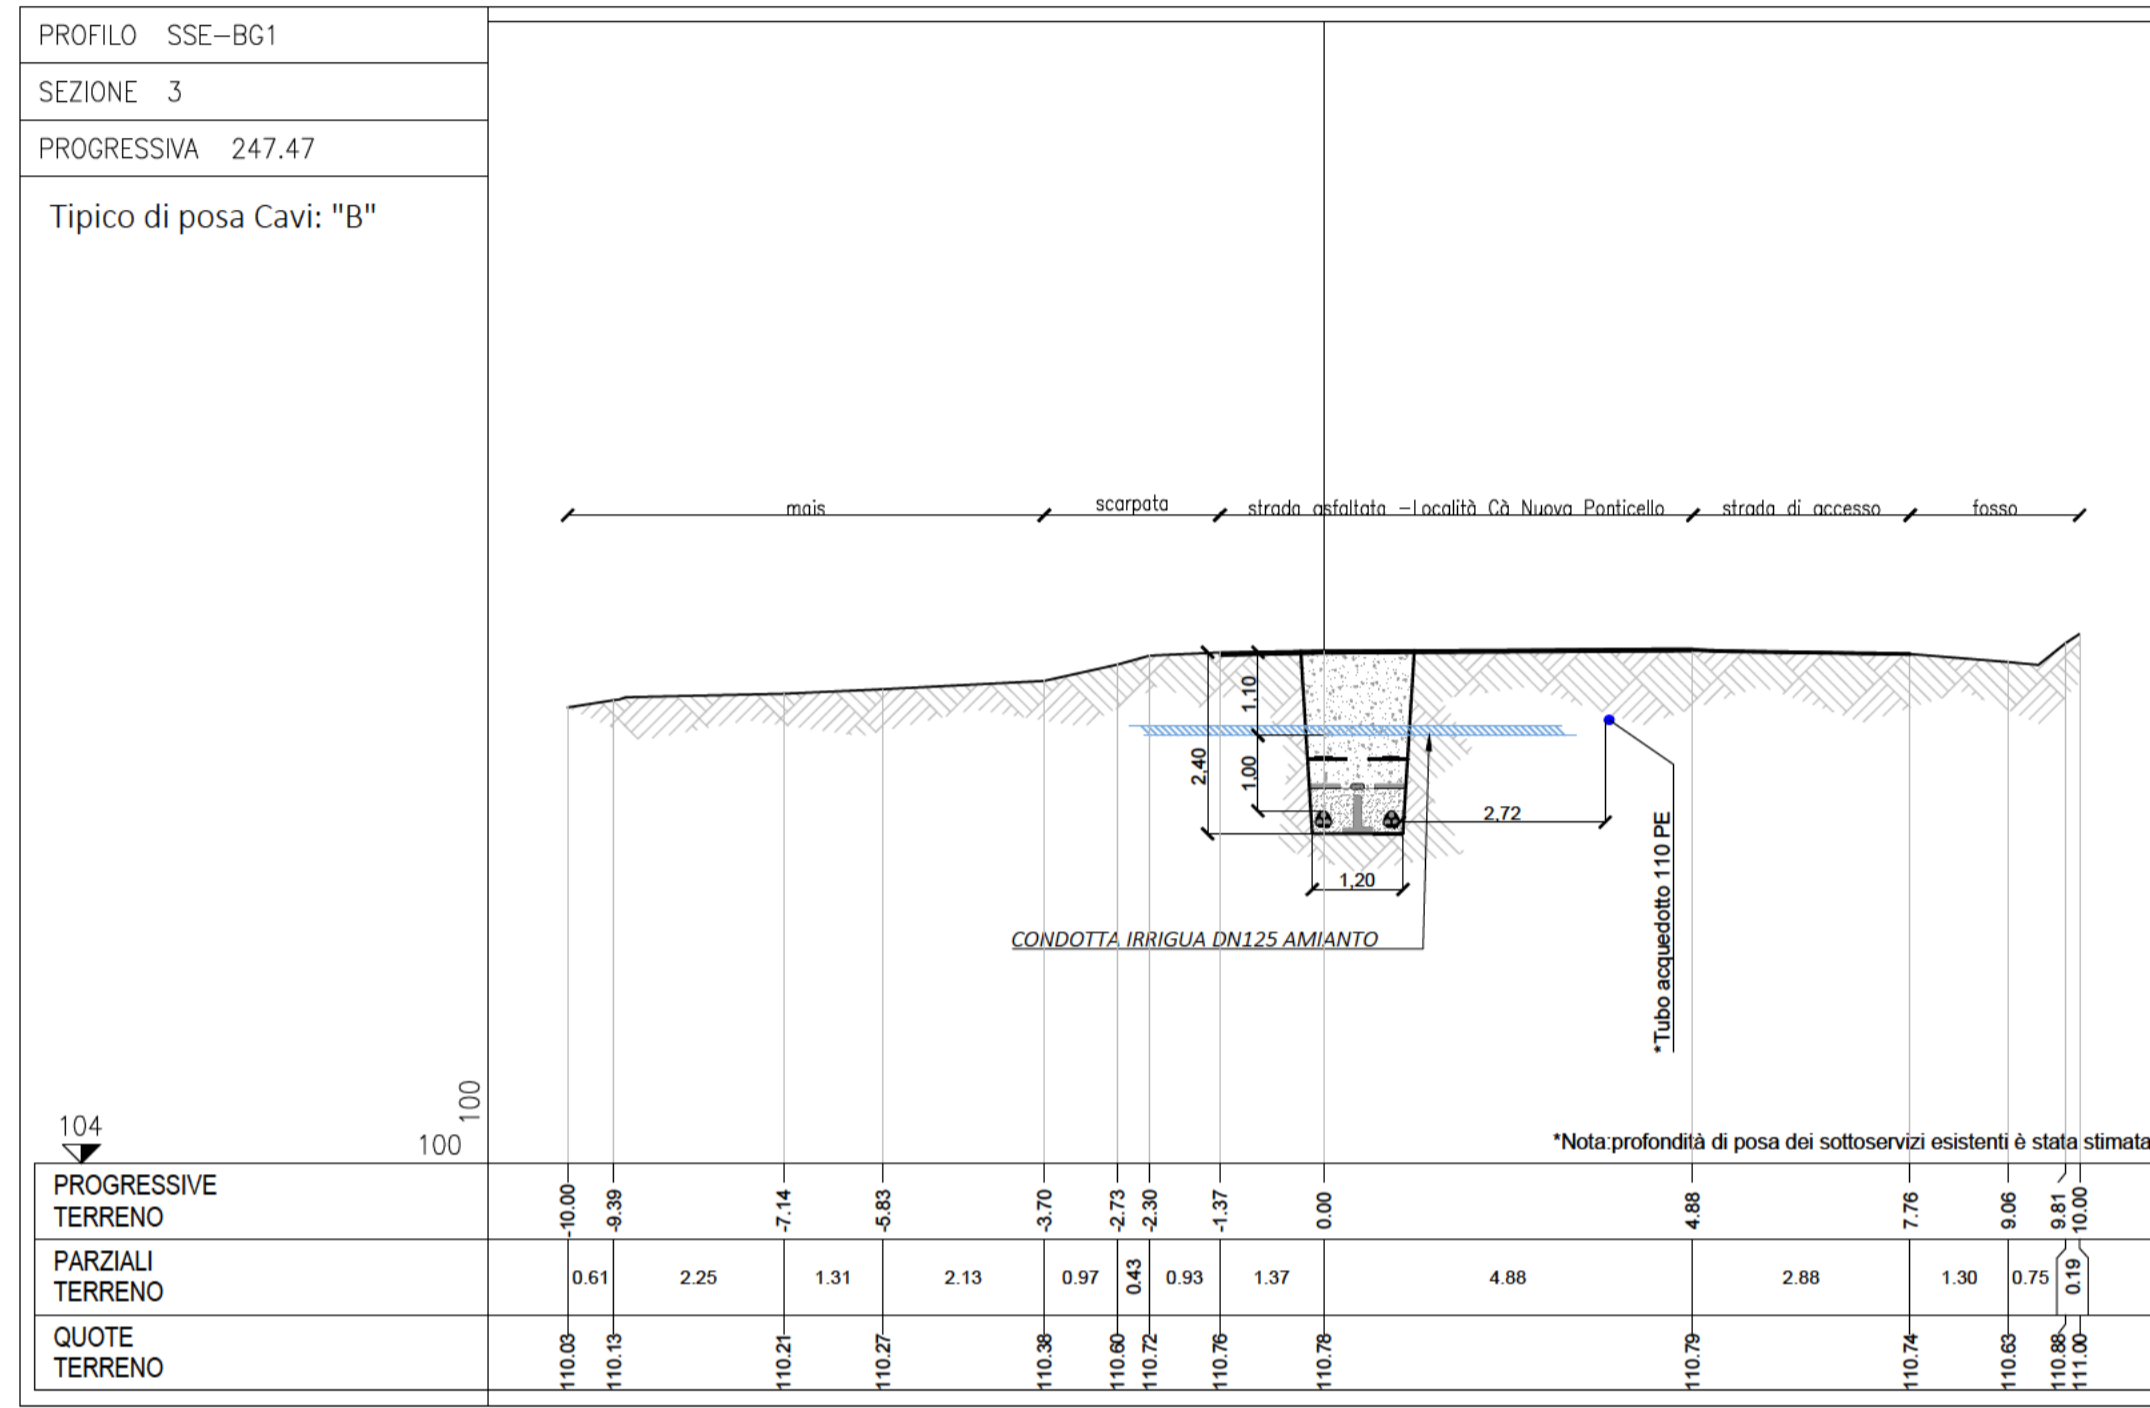 PROFILO SSE-BG1
SEZIONE 3
PROGRESSIVA 247.47
Tipico di posa Cavi: "B"
mais
scarpata
strada asfaltata -Località Cà Nuova Ponticello
strada di accesso
fosso
1.10
2,40
1.00
2,72
1,20
CONDOTTA IRRIGUA DN125 AMIANTO
*Tubo acquedotto 110 PE
104
100
100
*Nota:profondità di posa dei sottoservizi esistenti è stata stimata
PROGRESSIVE
TERRENO
-10.00 -9.39 -7.14 -5.83 -3.70 -2.73 -2.30 -1.37 0.00 4.88 7.76 9.06 9.81 10.00
PARZIALI
TERRENO
0.61 2.25 1.31 2.13 0.97 0.43 0.93 1.37 4.88 2.88 1.30 0.75 0.19
QUOTE
TERRENO
110.03 110.13 110.21 110.27 110.38 110.60 110.72 110.76 110.78 110.79 110.74 110.63 110.88 111.00